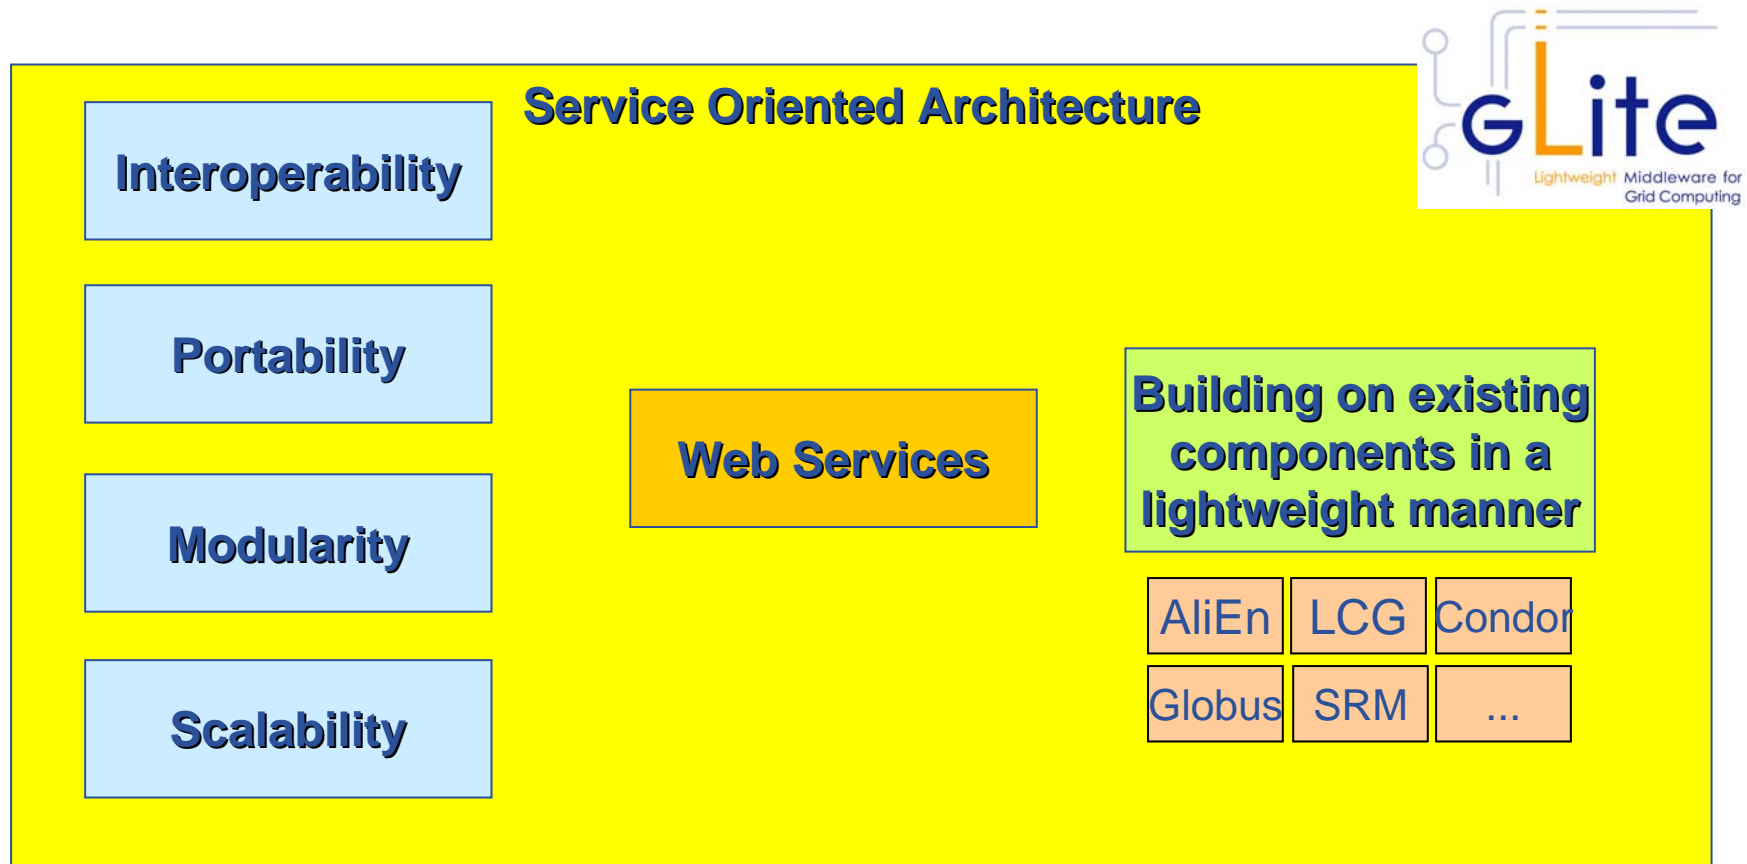 Service Oriented Architecture
gLite
Lightweight Middleware for
Grid Computing
Interoperability
Portability
Modularity
Scalability
Web Services
Building on existing
components in a
lightweight manner
AliEn
LCG
Condor
Globus
SRM
...